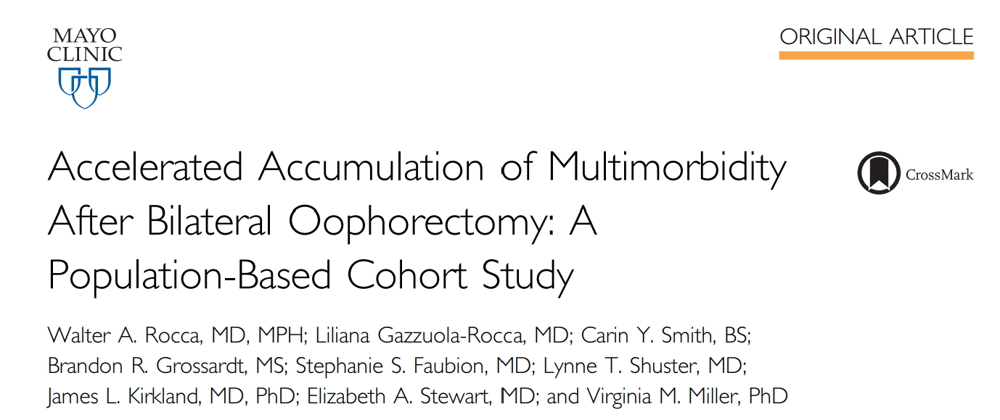 MAYO
CLINIC
ORIGINAL ARTICLE
Accelerated Accumulation of Multimorbidity
After Bilateral Oophorectomy: A
Population-Based Cohort Study
CrossMark
Walter A. Rocca, MD, MPH; Liliana Gazzuola-Rocca, MD; Carin Y. Smith, BS;
Brandon R. Grossardt, MS; Stephanie S. Faubion, MD; Lynne T. Shuster, MD;
James L. Kirkland, MD, PhD; Elizabeth A. Stewart, MD; and Virginia M. Miller, PhD